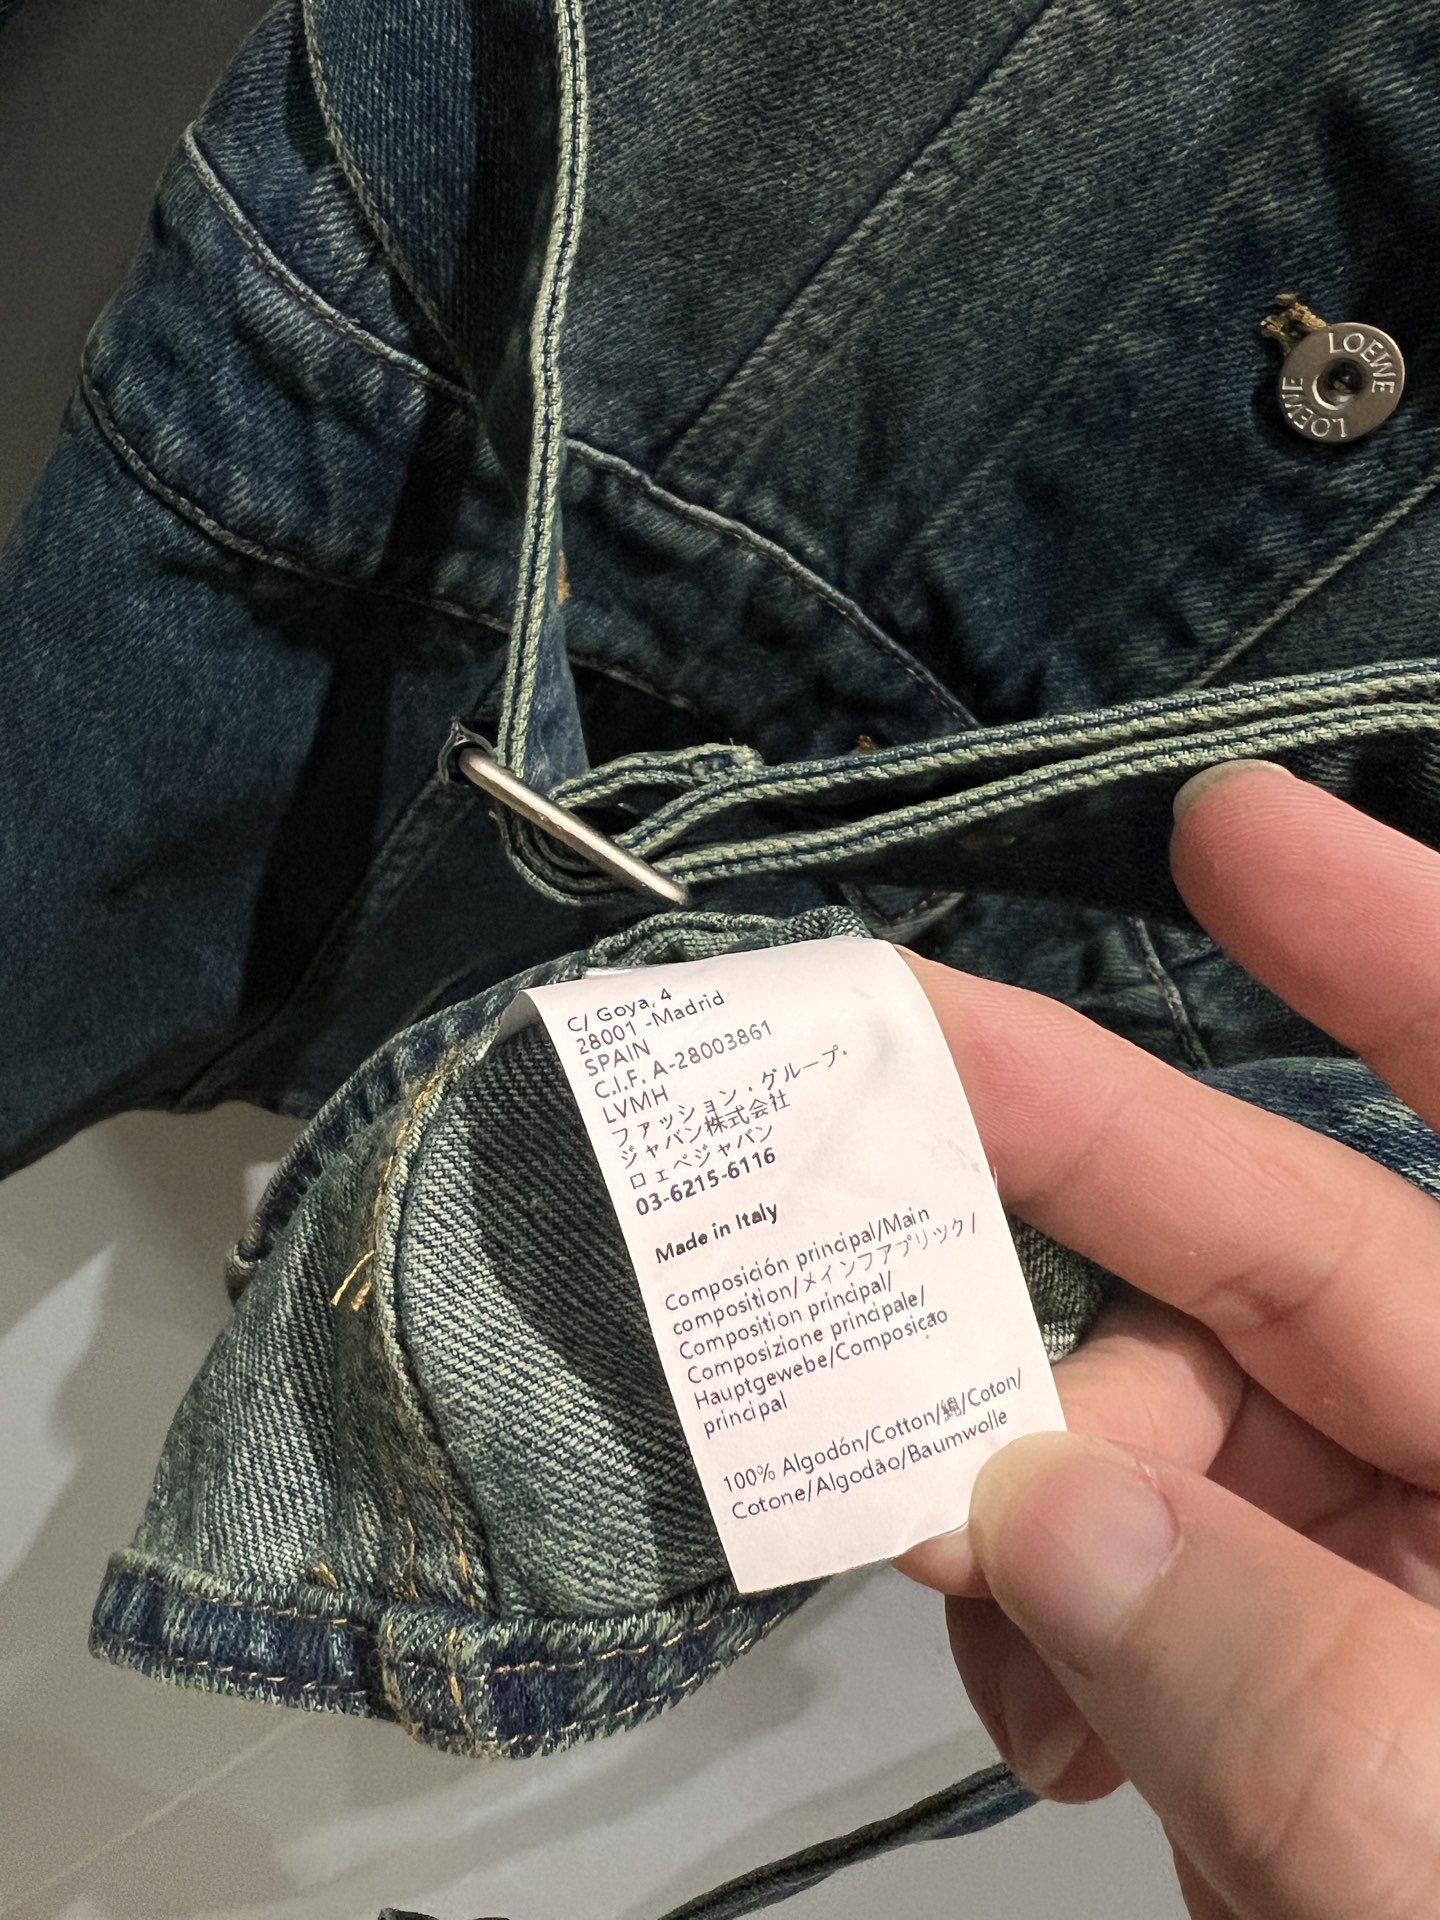 LOEWE
LOEWE
C/ Goya, 4
28001 -Madrid
SPAIN
C.I.F. A-28003861
LVMH
ファッション・グループ・
ジャパン株式会社
ロエベジャパン
03-6215-6116
Made in Italy
Composición principal/Main
composition/メインファブリック/
Composition principal/
Composizione principale/
Hauptgewebe/Composição
principal
100% Algodón/Cotton/綿/Coton/
Cotone/Algodão/Baumwolle